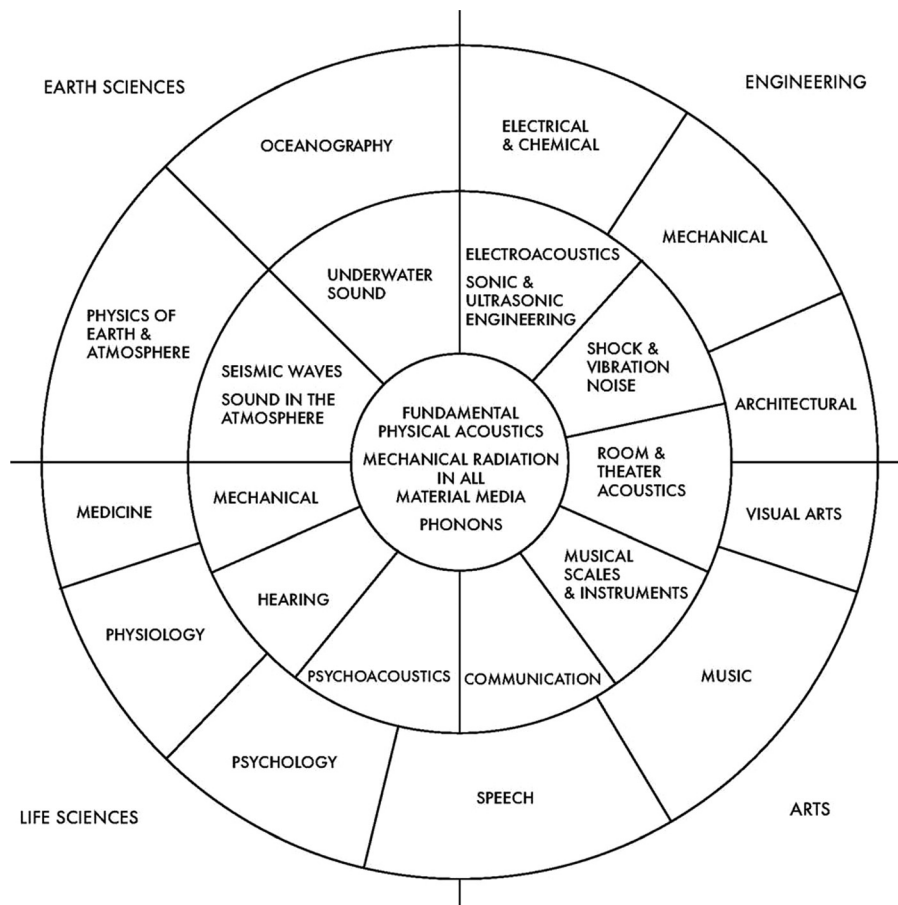 EARTH SCIENCES
ENGINEERING
OCEANOGRAPHY
ELECTRICAL
& CHEMICAL
MECHANICAL
ARCHITECTURAL
PHYSICS OF
EARTH &
ATMOSPHERE
UNDERWATER
SOUND
ELECTROACOUSTICS
SONIC &
ULTRASONIC
ENGINEERING
SHOCK &
VIBRATION
NOISE
SEISMIC WAVES
SOUND IN THE
ATMOSPHERE
FUNDAMENTAL
PHYSICAL ACOUSTICS
MECHANICAL RADIATION
IN ALL
MATERIAL MEDIA
PHONONS
ROOM &
THEATER
ACOUSTICS
MEDICINE
MECHANICAL
VISUAL ARTS
MUSICAL
SCALES
& INSTRUMENTS
HEARING
PHYSIOLOGY
PSYCHOACOUSTICS
COMMUNICATION
MUSIC
PSYCHOLOGY
SPEECH
LIFE SCIENCES
ARTS